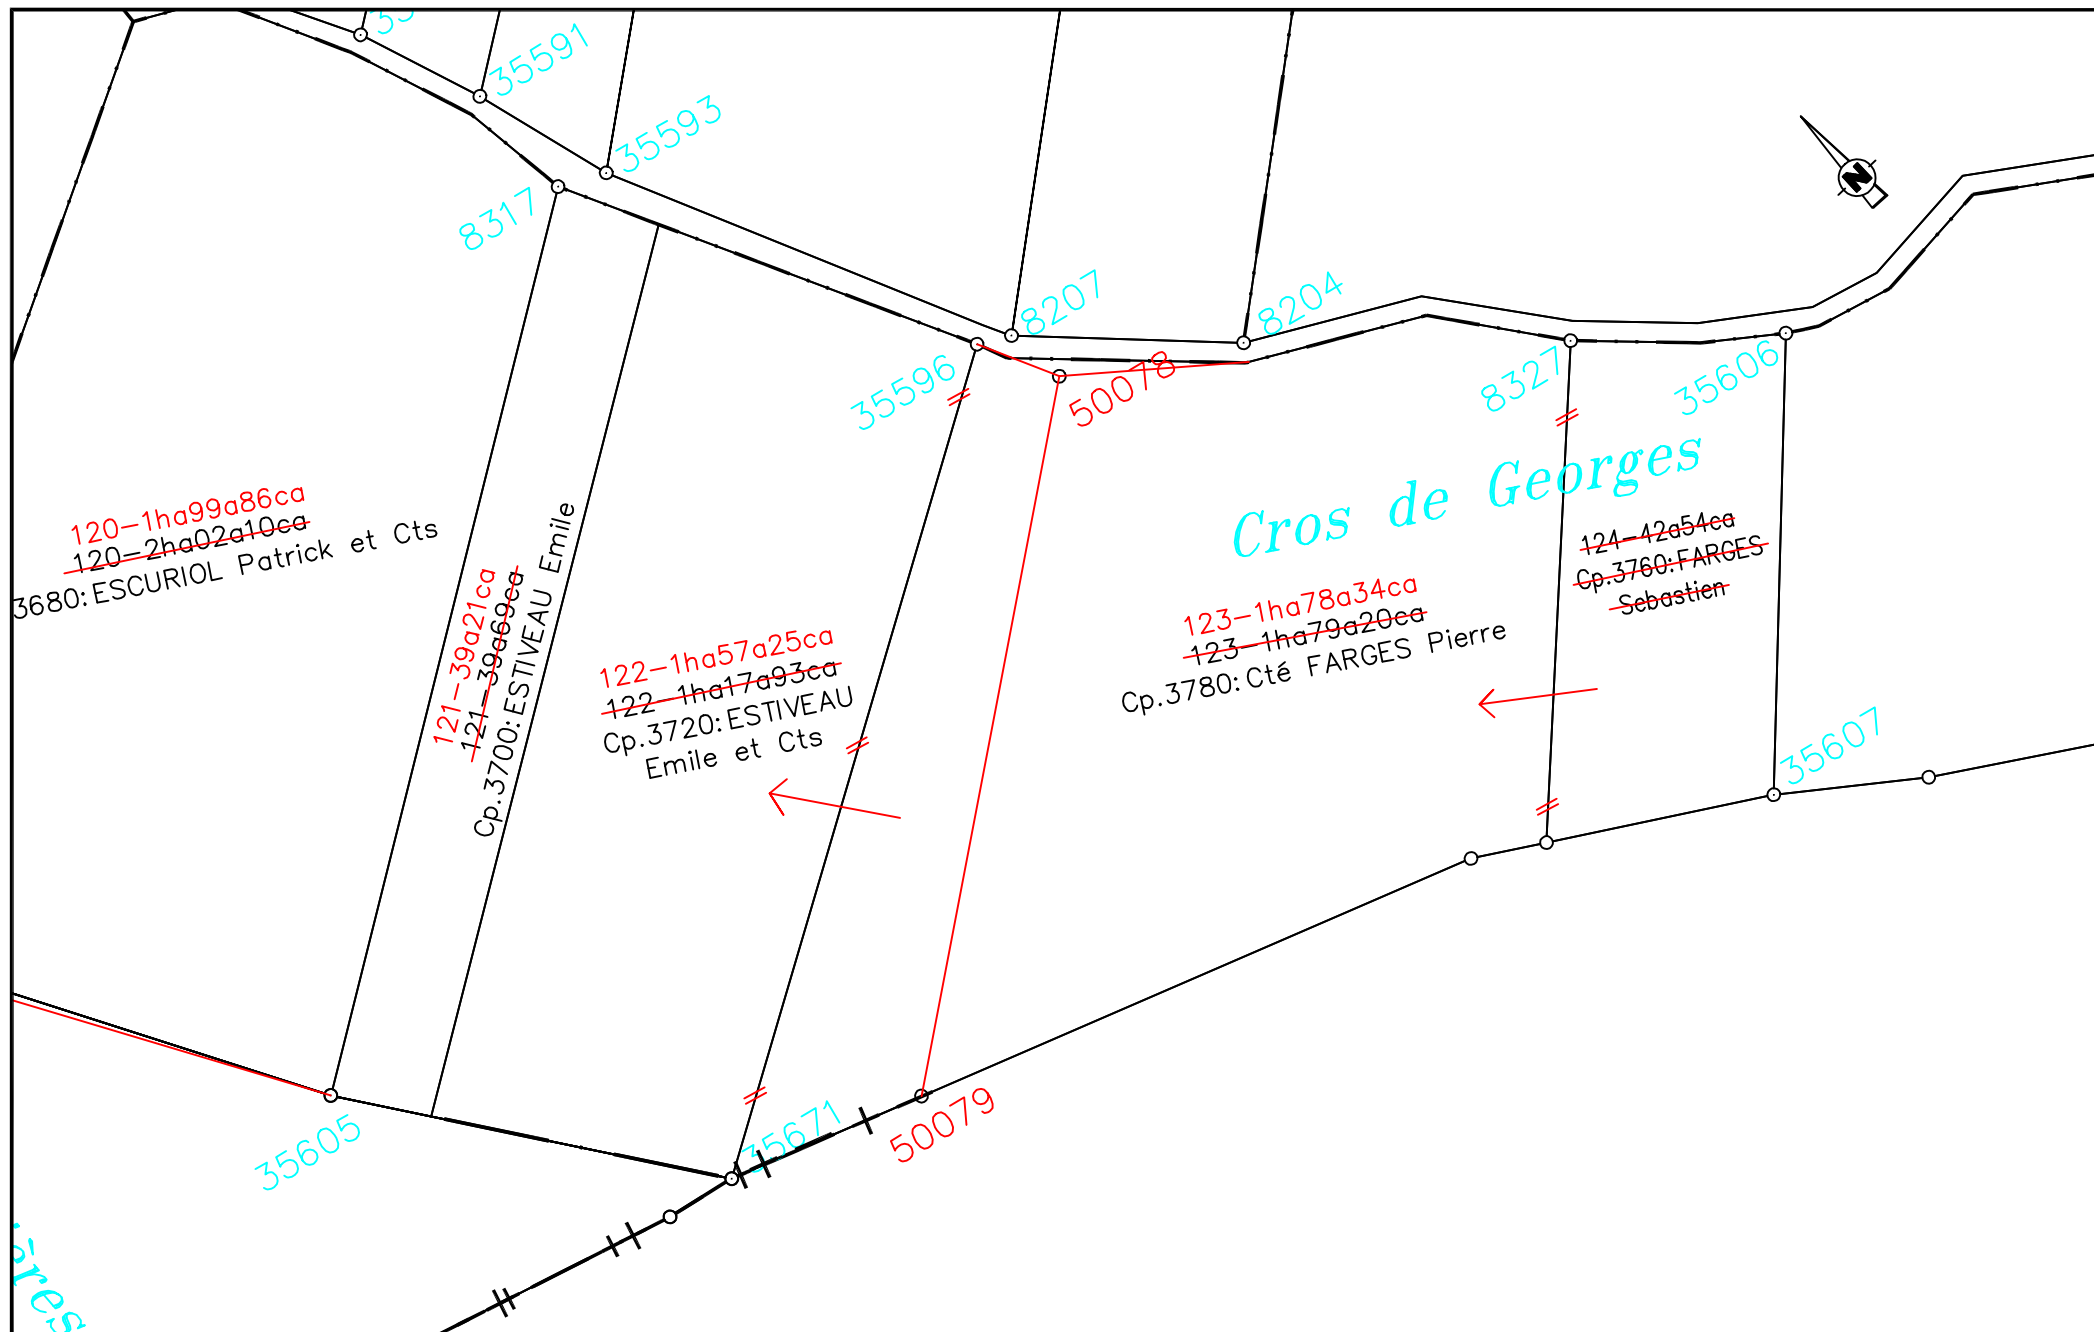 35591
35593
8317
N
8207
8204
35596
50078
8327
35606
Cros de Georges
120-1ha99a86ca
120-2ha02a10ca
3680:ESCURIOL Patrick et Cts
121-39a21ca
121-39a69ca
Cp.3700:ESTIVEAU Emile
122-1ha57a25ca
122-1ha17a93ca
Cp.3720:ESTIVEAU
Emile et Cts
123-1ha78a34ca
123-1ha79a20ca
Cp.3780:Cté FARGES Pierre
124-42a54ca
Cp.3760:FARGES
Sebastien
35607
35605
35671
50079